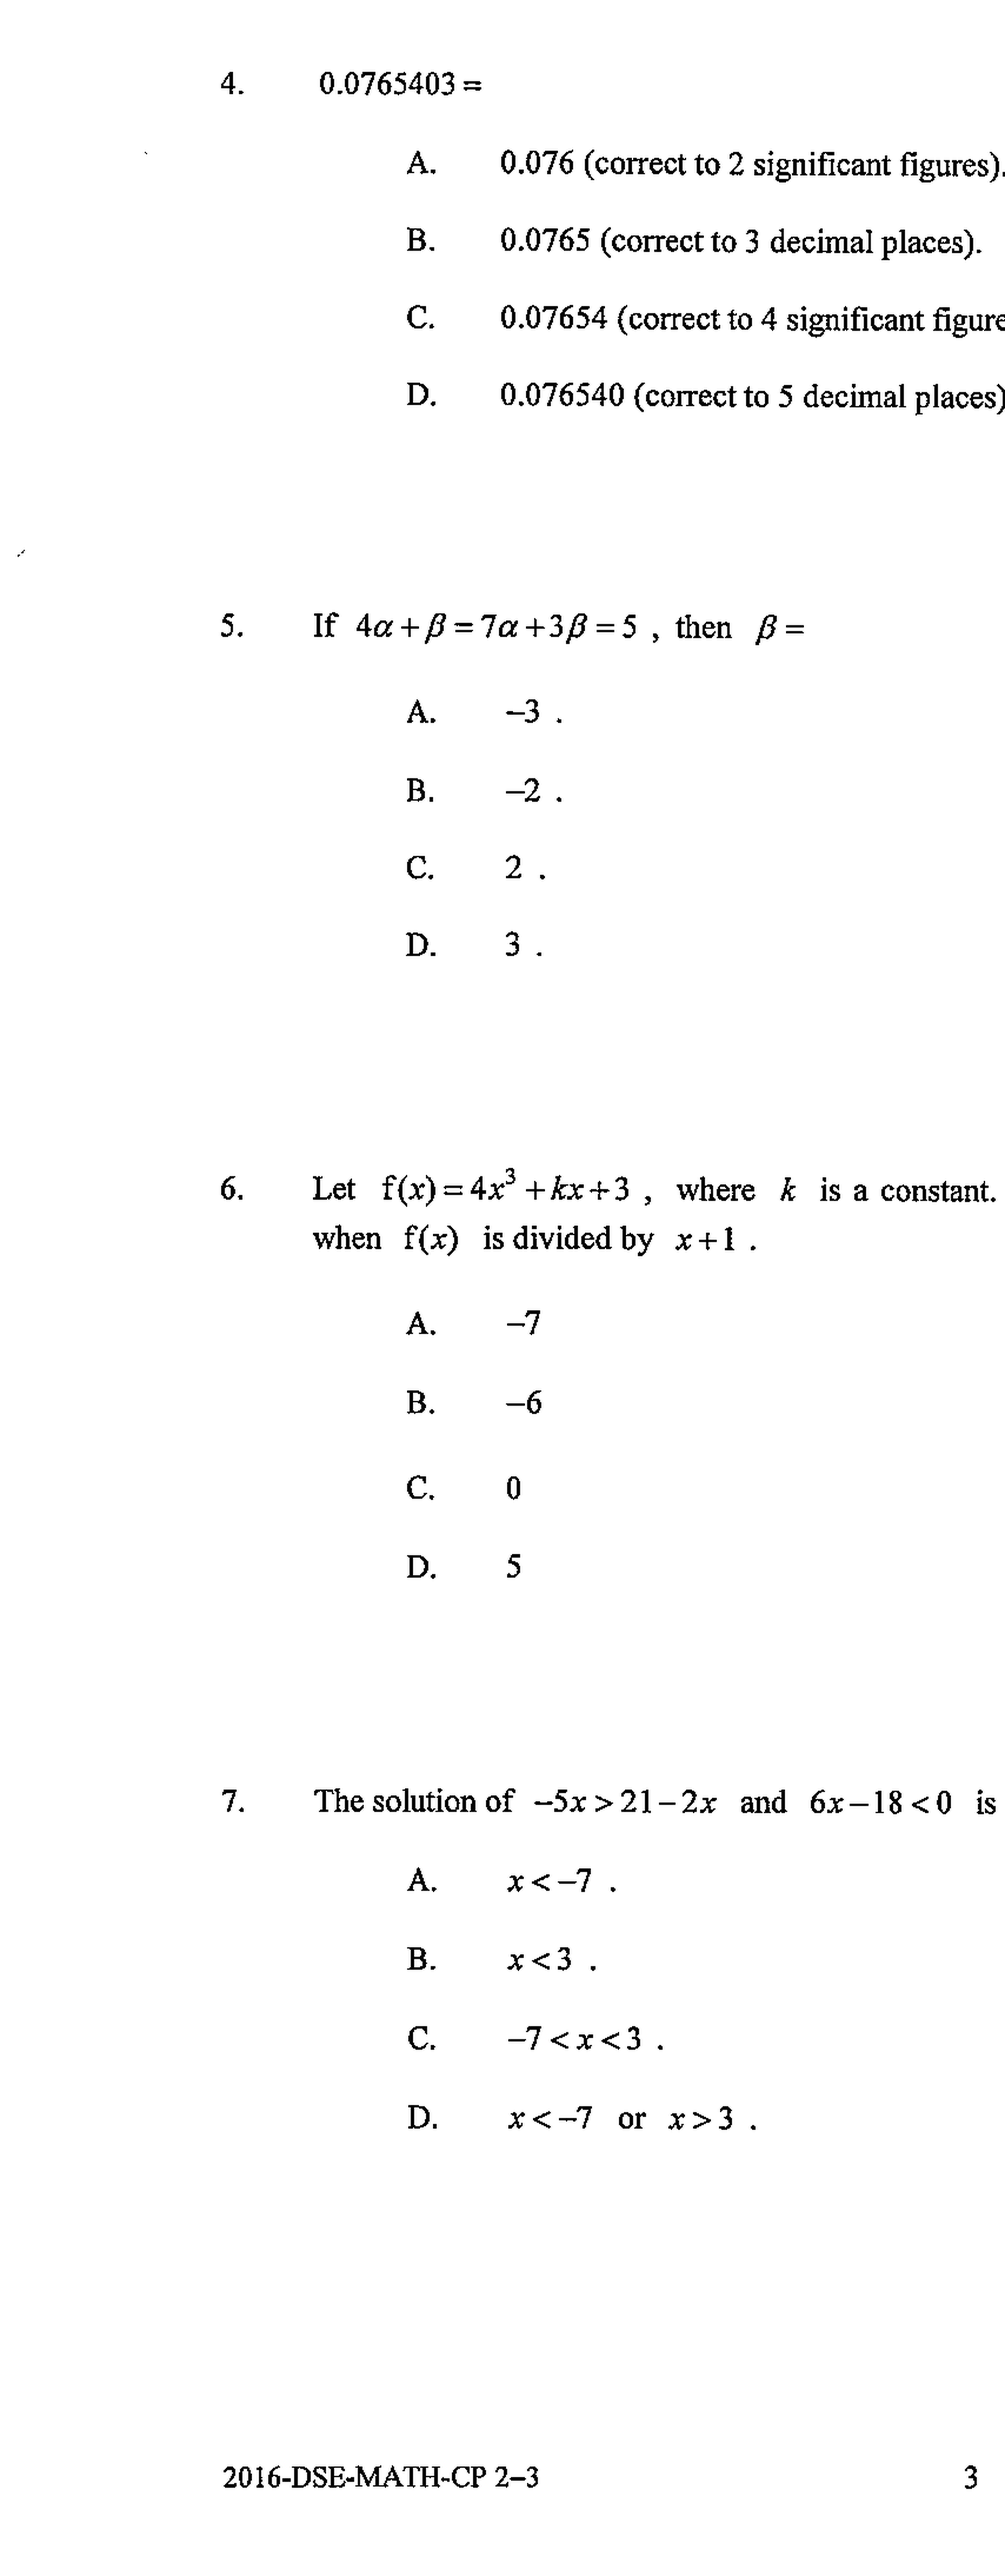 4. 0.0765403 =
A. 0.076 (correct to 2 significant figures).
B. 0.0765 (correct to 3 decimal places).
C. 0.07654 (correct to 4 significant figure
D. 0.076540 (correct to 5 decimal places)
5. If 4α + β = 7α + 3β = 5 , then β =
A. −3 .
B. −2 .
C. 2 .
D. 3 .
6. Let f(x) = 4x³ + kx + 3 , where k is a constant.
when f(x) is divided by x + 1 .
A. −7
B. −6
C. 0
D. 5
7. The solution of −5x > 21 − 2x and 6x − 18 < 0 is
A. x < −7 .
B. x < 3 .
C. −7 < x < 3 .
D. x < −7 or x > 3 .
2016-DSE-MATH-CP 2–3 3